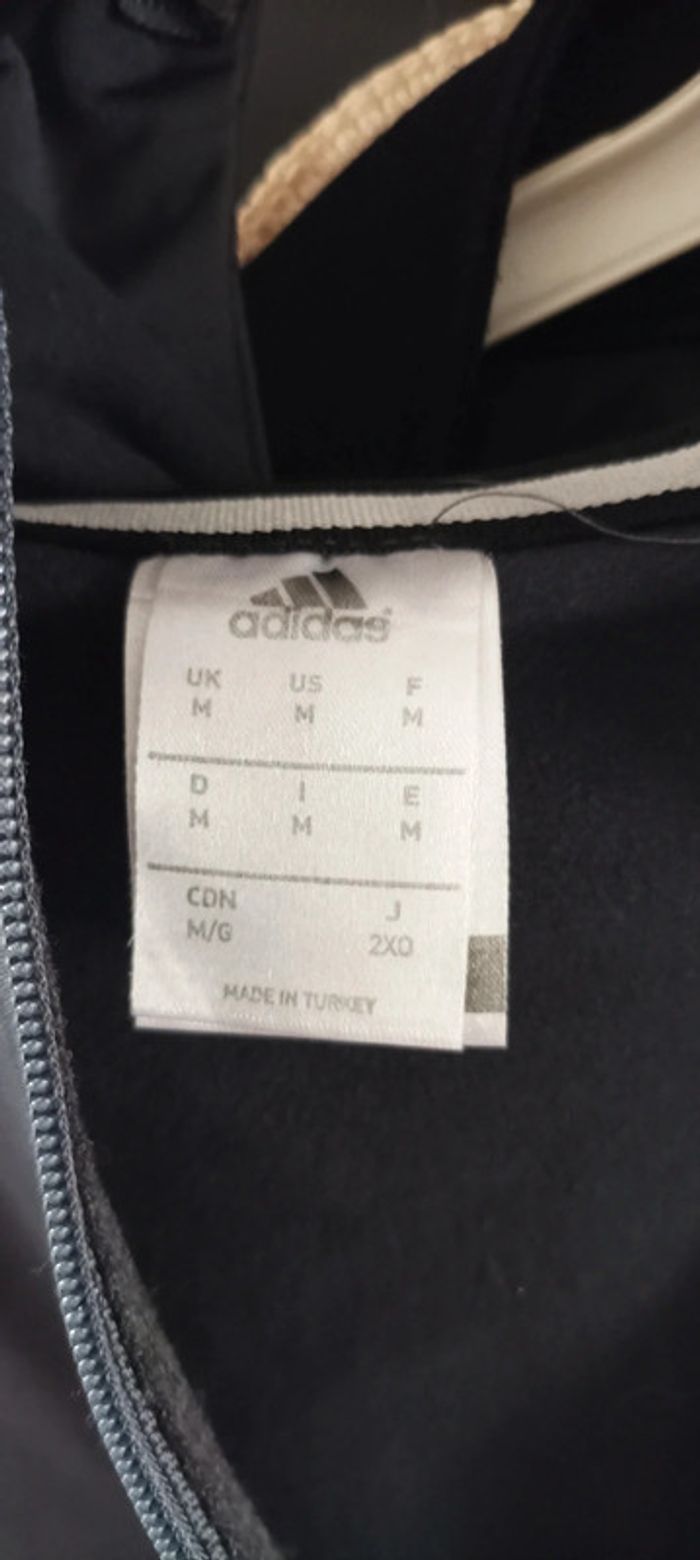 adidas
UK US F
M M M
D I E
M M M
CDN J
M/G 2XO
MADE IN TURKEY